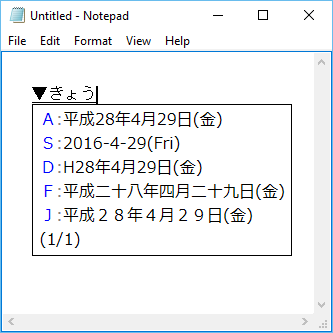 Untitled - Notepad
File Edit Format View Help
▼きょう
Ａ:平成28年4月29日(金)
Ｓ:2016-4-29(Fri)
Ｄ:H28年4月29日(金)
Ｆ:平成二十八年四月二十九日(金)
Ｊ:平成２８年４月２９日(金)
(1/1)